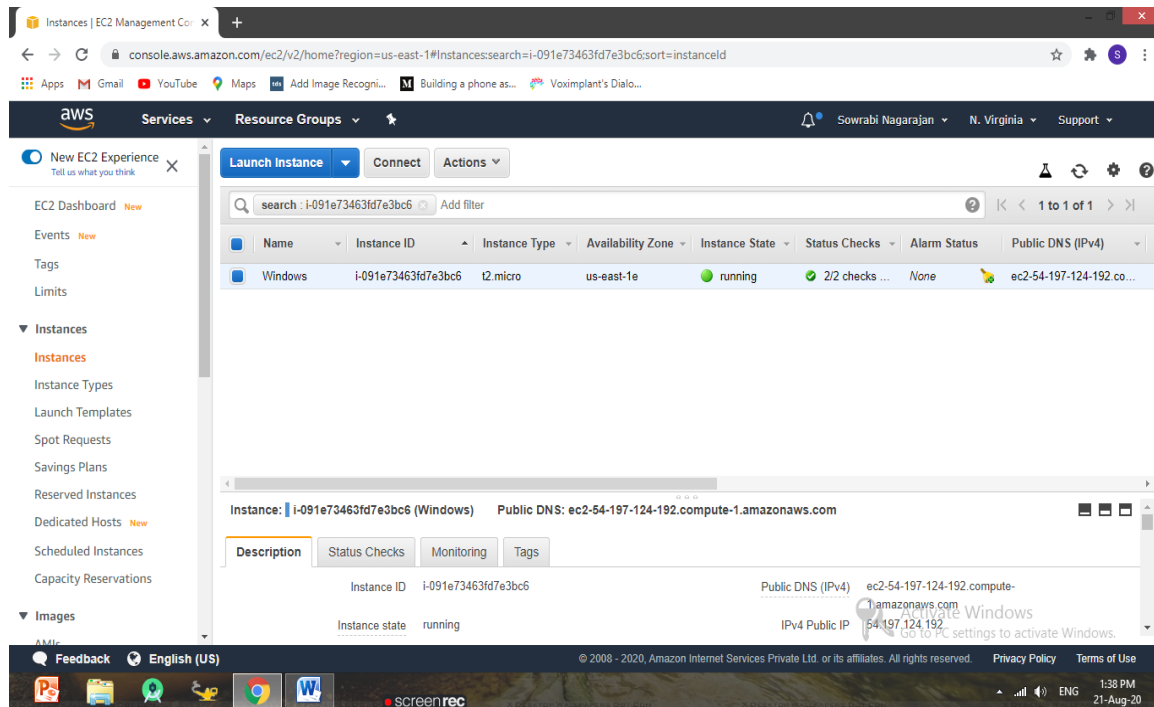 Instances | EC2 Management Con
console.aws.amazon.com/ec2/v2/home?region=us-east-1#Instances:search=i-091e73463fd7e3bc6;sort=instanceId
S
Apps Gmail YouTube Maps tds Add Image Recogni... M Building a phone as... Voximplant's Dialo...
aws Services Resource Groups Sowrabi Nagarajan N. Virginia Support
New EC2 Experience
Tell us what you think
Launch Instance Connect Actions
search : i-091e73463fd7e3bc6 Add filter 1 to 1 of 1
EC2 Dashboard New
Events New
Tags
Limits
Instances
Instances
Instance Types
Launch Templates
Spot Requests
Savings Plans
Reserved Instances
Dedicated Hosts New
Scheduled Instances
Capacity Reservations
Images
AMIs
Name Instance ID Instance Type Availability Zone Instance State Status Checks Alarm Status Public DNS (IPv4)
Windows i-091e73463fd7e3bc6 t2.micro us-east-1e running 2/2 checks ... None ec2-54-197-124-192.co...
Instance: i-091e73463fd7e3bc6 (Windows) Public DNS: ec2-54-197-124-192.compute-1.amazonaws.com
Description Status Checks Monitoring Tags
Instance ID i-091e73463fd7e3bc6 Public DNS (IPv4) ec2-54-197-124-192.compute-
1.amazonaws.com
Instance state running IPv4 Public IP 54.197.124.192
Activate Windows
Go to PC settings to activate Windows.
Feedback English (US) © 2008 - 2020, Amazon Internet Services Private Ltd. or its affiliates. All rights reserved. Privacy Policy Terms of Use
screenrec
ENG 1:38 PM
21-Aug-20